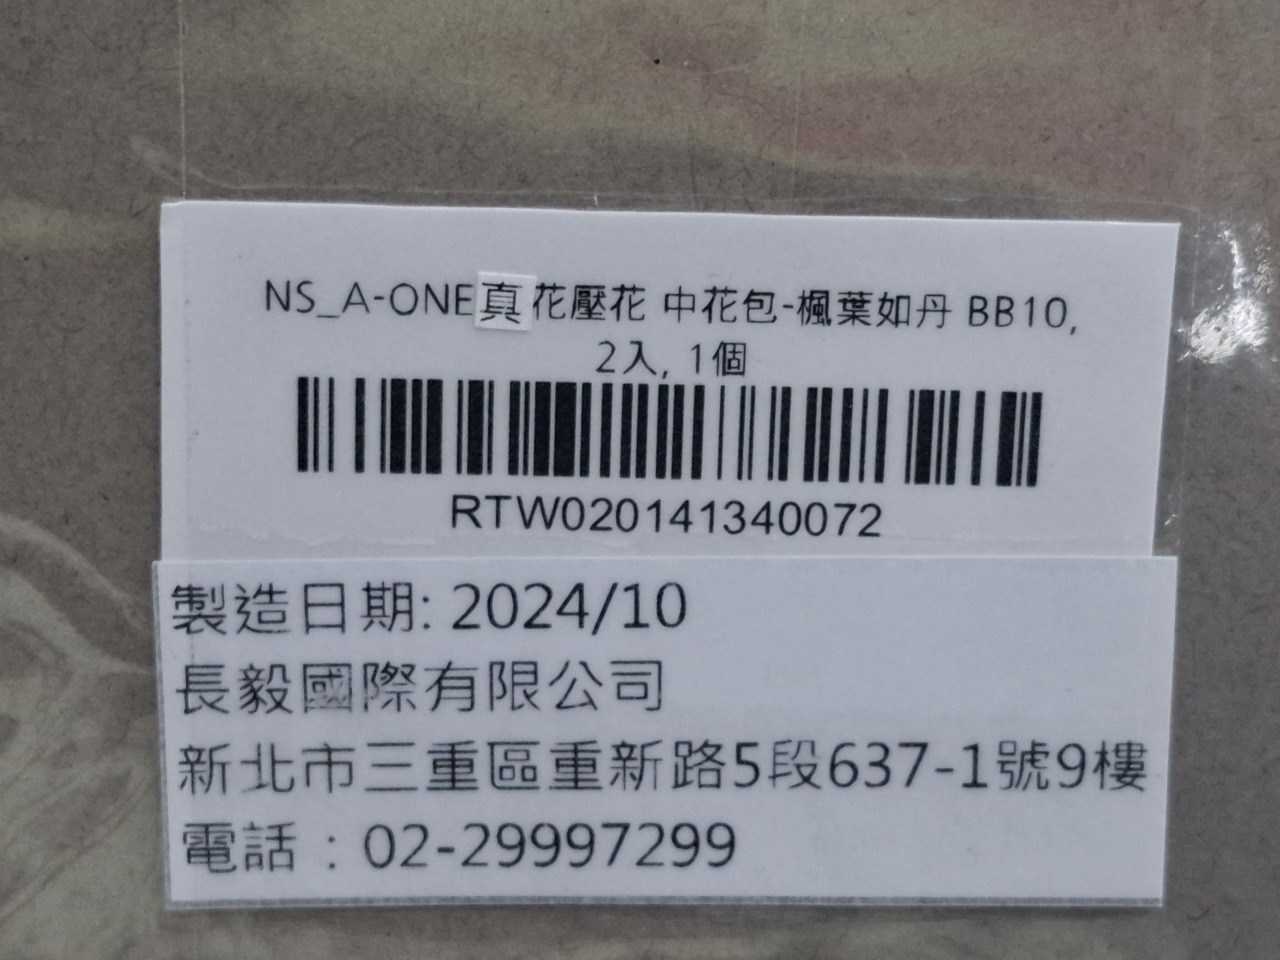 NS_A-ONE真花壓花 中花包-楓葉如丹 BB10,
2入, 1個
RTW020141340072
製造日期: 2024/10
長毅國際有限公司
新北市三重區重新路5段637-1號9樓
電話：02-29997299